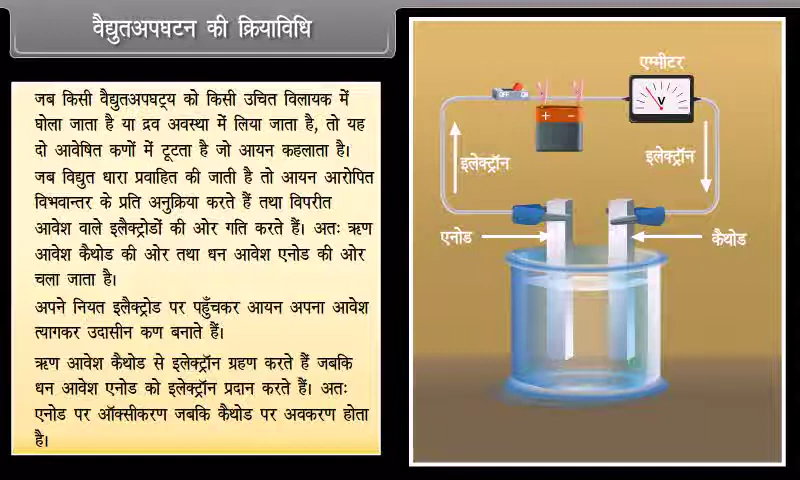 वैद्युतअपघटन की क्रियाविधि
जब किसी वैद्युतअपघट्य को किसी उचित विलायक में
घोला जाता है या द्रव अवस्था में लिया जाता है, तो यह
दो आवेषित कणों में टूटता है जो आयन कहलाता है।
जब विद्युत धारा प्रवाहित की जाती है तो आयन आरोपित
विभवान्तर के प्रति अनुक्रिया करते हैं तथा विपरीत
आवेश वाले इलैक्ट्रोडों की ओर गति करते हैं। अतः ऋण
आवेश कैथोड की ओर तथा धन आवेश एनोड की ओर
चला जाता है।
अपने नियत इलैक्ट्रोड पर पहुँचकर आयन अपना आवेश
त्यागकर उदासीन कण बनाते हैं।
ऋण आवेश कैथोड से इलेक्ट्रॉन ग्रहण करते हैं जबकि
धन आवेश एनोड को इलेक्ट्रॉन प्रदान करते हैं। अतः
एनोड पर ऑक्सीकरण जबकि कैथोड पर अवकरण होता
है।
एम्मीटर
OFF ON
+ −
V
इलेक्ट्रॉन
इलेक्ट्रॉन
एनोड
कैथोड